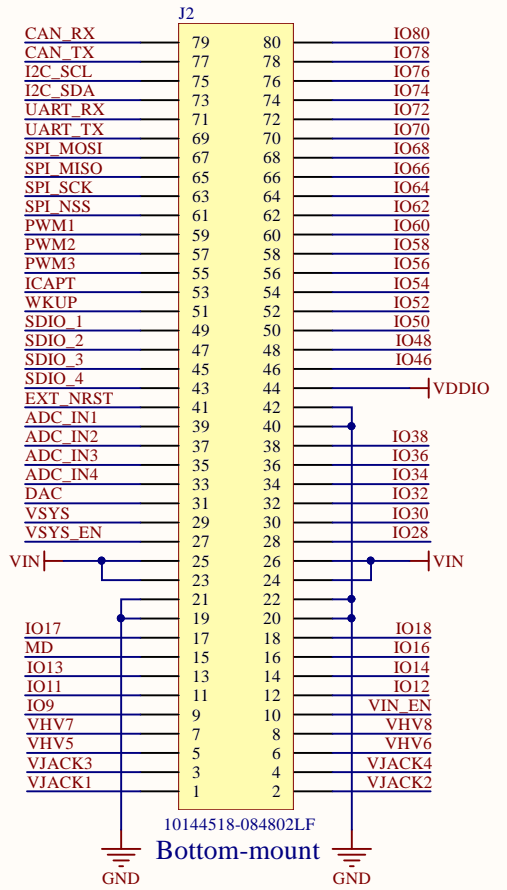 J2
CAN_RX 79 80 IO80
CAN_TX 77 78 IO78
I2C_SCL 75 76 IO76
I2C_SDA 73 74 IO74
UART_RX 71 72 IO72
UART_TX 69 70 IO70
SPI_MOSI 67 68 IO68
SPI_MISO 65 66 IO66
SPI_SCK 63 64 IO64
SPI_NSS 61 62 IO62
PWM1 59 60 IO60
PWM2 57 58 IO58
PWM3 55 56 IO56
ICAPT 53 54 IO54
WKUP 51 52 IO52
SDIO_1 49 50 IO50
SDIO_2 47 48 IO48
SDIO_3 45 46 IO46
SDIO_4 43 44 VDDIO
EXT_NRST 41 42
ADC_IN1 39 40
ADC_IN2 37 38 IO38
ADC_IN3 35 36 IO36
ADC_IN4 33 34 IO34
DAC 31 32 IO32
VSYS 29 30 IO30
VSYS_EN 27 28 IO28
VIN 25 26 VIN
23 24
21 22
19 20
IO17 17 18 IO18
MD 15 16 IO16
IO13 13 14 IO14
IO11 11 12 IO12
IO9 9 10 VIN_EN
VHV7 7 8 VHV8
VHV5 5 6 VHV6
VJACK3 3 4 VJACK4
VJACK1 1 2 VJACK2
10144518-084802LF
Bottom-mount
GND GND